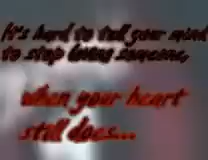 It's hard to tell your mind
to stop loving someone,
when your heart
still does...